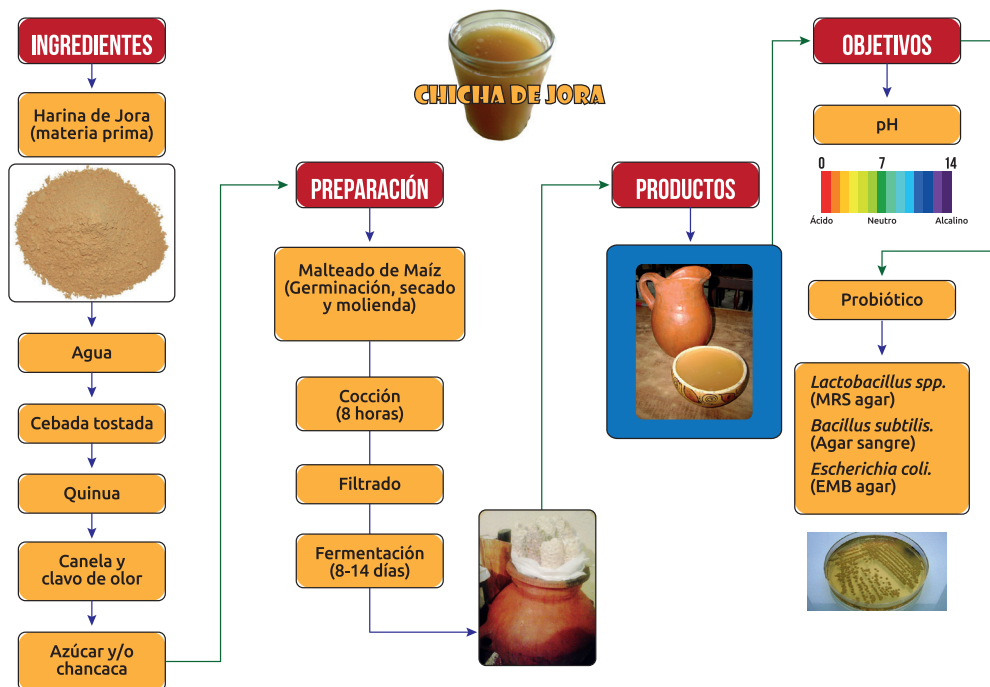 CHICHA DE JORA
INGREDIENTES
Harina de Jora
(materia prima)
Agua
Cebada tostada
Quinua
Canela y
clavo de olor
Azúcar y/o
chancaca
PREPARACIÓN
Malteado de Maíz
(Germinación, secado
y molienda)
Cocción
(8 horas)
Filtrado
Fermentación
(8-14 días)
PRODUCTOS
OBJETIVOS
pH
0 7 14
Ácido Neutro Alcalino
Probiótico
Lactobacillus spp.
(MRS agar)
Bacillus subtilis.
(Agar sangre)
Escherichia coli.
(EMB agar)